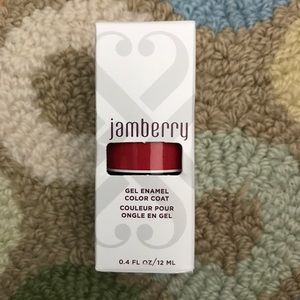 jamberry
GEL ENAMEL
COLOR COAT
COULEUR POUR
ONGLE EN GEL
0.4 FL OZ/12 ML